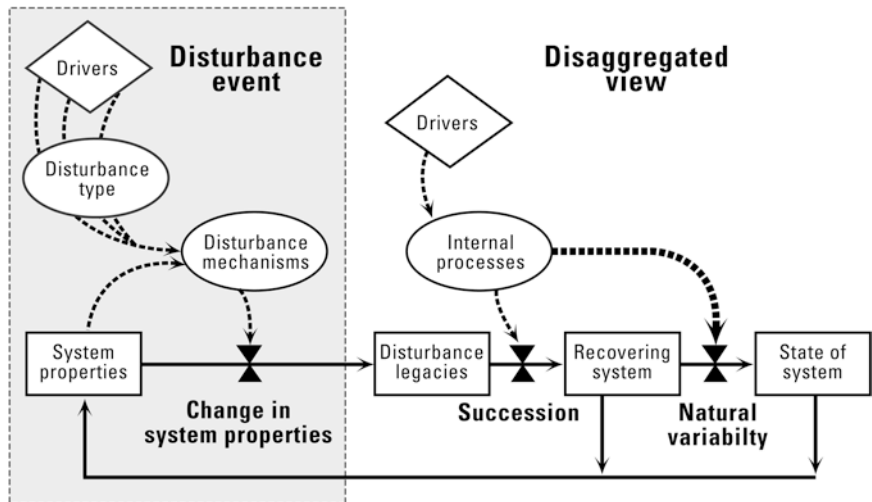 Disturbance
event
Disaggregated
view
Drivers
Drivers
Disturbance
type
Disturbance
mechanisms
Internal
processes
System
properties
Disturbance
legacies
Recovering
system
State of
system
Change in
system properties
Succession
Natural
variabilty